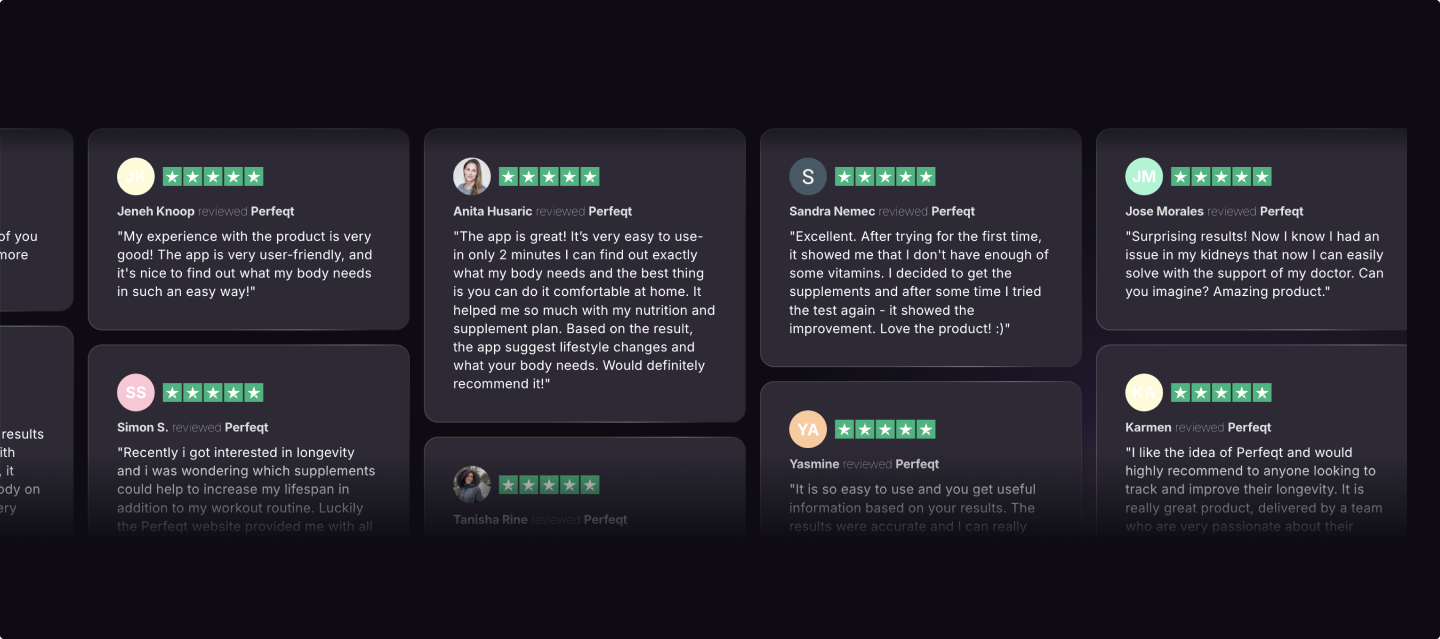 of you
more
results
ith
, it
ody on
ery
JK
Jeneh Knoop reviewed Perfeqt
"My experience with the product is very
good! The app is very user-friendly, and
it's nice to find out what my body needs
in such an easy way!"
SS
Simon S. reviewed Perfeqt
"Recently i got interested in longevity
and i was wondering which supplements
could help to increase my lifespan in
addition to my workout routine. Luckily
the Perfeqt website provided me with all
Anita Husaric reviewed Perfeqt
"The app is great! It’s very easy to use-
in only 2 minutes I can find out exactly
what my body needs and the best thing
is you can do it comfortable at home. It
helped me so much with my nutrition and
supplement plan. Based on the result,
the app suggest lifestyle changes and
what your body needs. Would definitely
recommend it!"
Tanisha Rine reviewed Perfeqt
S
Sandra Nemec reviewed Perfeqt
"Excellent. After trying for the first time,
it showed me that I don't have enough of
some vitamins. I decided to get the
supplements and after some time I tried
the test again - it showed the
improvement. Love the product! :)"
YA
Yasmine reviewed Perfeqt
"It is so easy to use and you get useful
information based on your results. The
results were accurate and I can really
JM
Jose Morales reviewed Perfeqt
"Surprising results! Now I know I had an
issue in my kidneys that now I can easily
solve with the support of my doctor. Can
you imagine? Amazing product."
KA
Karmen reviewed Perfeqt
"I like the idea of Perfeqt and would
highly recommend to anyone looking to
track and improve their longevity. It is
really great product, delivered by a team
who are very passionate about their